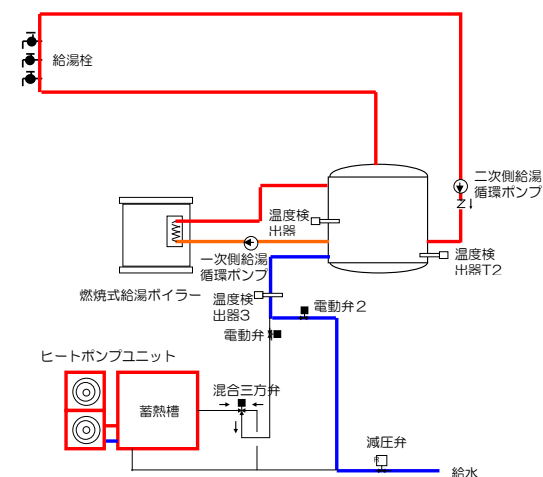 給湯栓
二次側給湯
循環ポンプ
温度検
出器
温度検
出器T2
一次側給湯
循環ポンプ
燃焼式給湯ボイラー
温度検
出器3
電動弁2
電動弁
ヒートポンプユニット
混合三方弁
蓄熱槽
減圧弁
給水